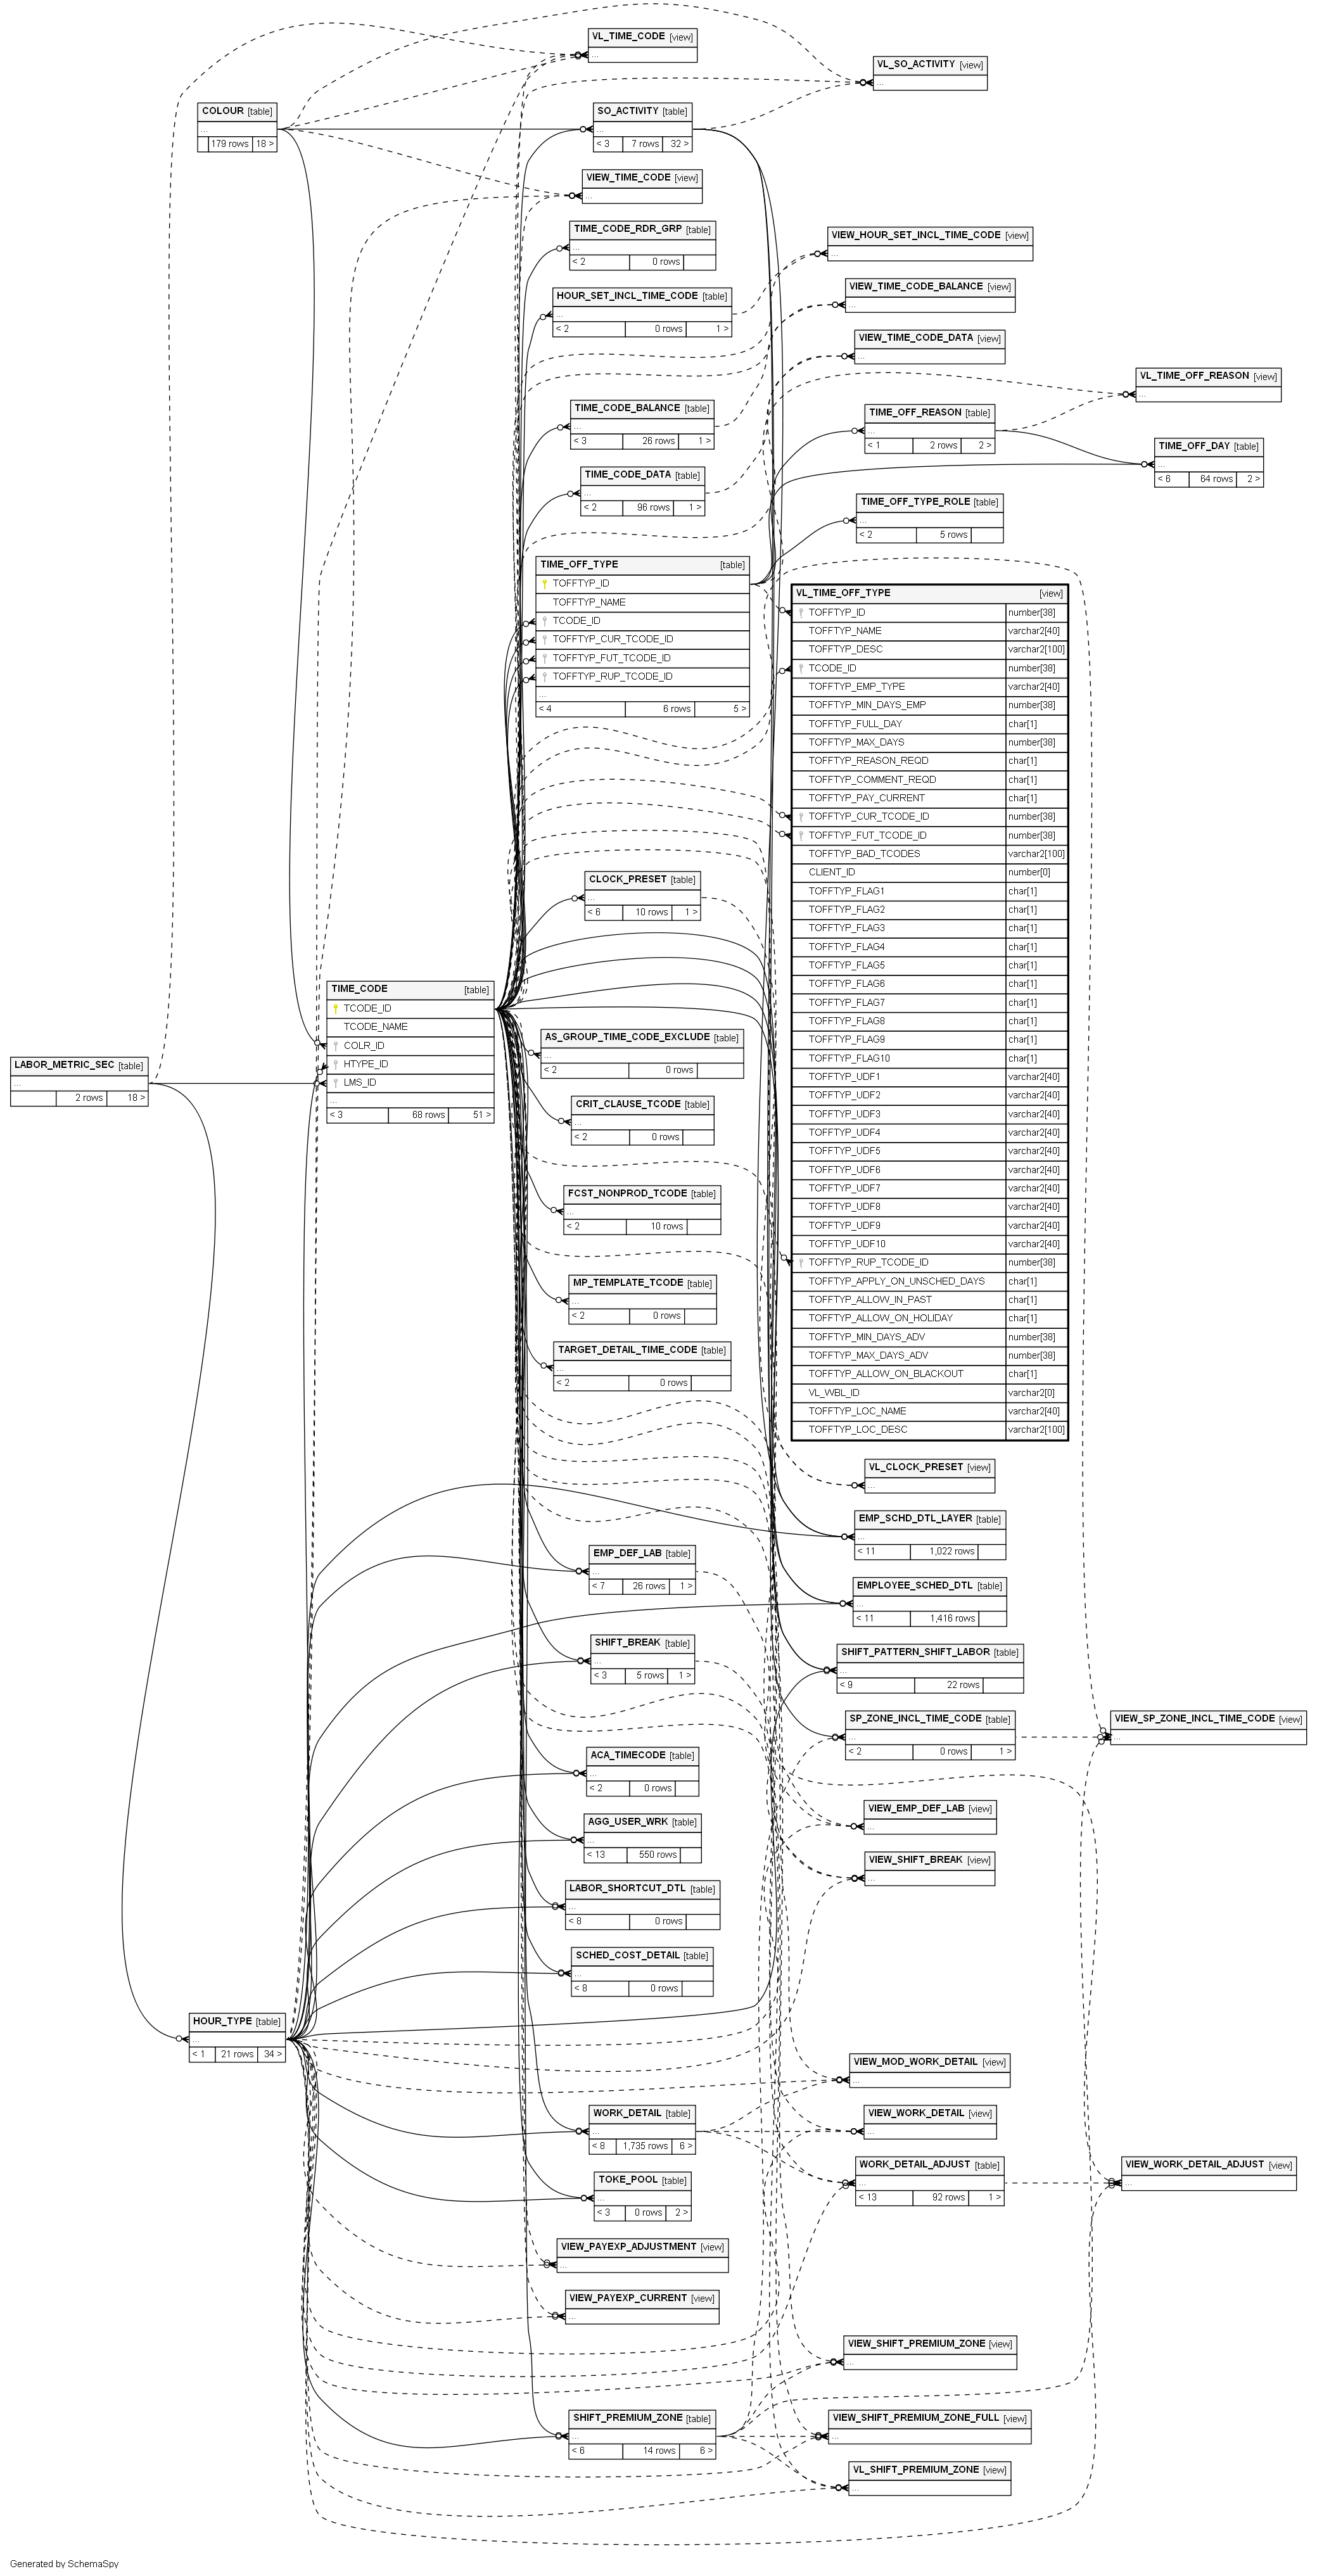 VL_TIME_CODE [view]
...
VL_SO_ACTIVITY [view]
...
COLOUR [table]
...
179 rows 18 >
SO_ACTIVITY [table]
...
< 3 7 rows 32 >
VIEW_TIME_CODE [view]
...
TIME_CODE_RDR_GRP [table]
...
< 2 0 rows
VIEW_HOUR_SET_INCL_TIME_CODE [view]
...
HOUR_SET_INCL_TIME_CODE [table]
...
< 2 0 rows 1 >
VIEW_TIME_CODE_BALANCE [view]
...
VIEW_TIME_CODE_DATA [view]
...
VL_TIME_OFF_REASON [view]
...
TIME_CODE_BALANCE [table]
...
< 3 26 rows 1 >
TIME_OFF_REASON [table]
...
< 1 2 rows 2 >
TIME_OFF_DAY [table]
...
< 6 64 rows 2 >
TIME_CODE_DATA [table]
...
< 2 96 rows 1 >
TIME_OFF_TYPE_ROLE [table]
...
< 2 5 rows
TIME_OFF_TYPE [table]
TOFFTYP_ID
TOFFTYP_NAME
TCODE_ID
TOFFTYP_CUR_TCODE_ID
TOFFTYP_FUT_TCODE_ID
TOFFTYP_RUP_TCODE_ID
...
< 4 6 rows 5 >
VL_TIME_OFF_TYPE [view]
TOFFTYP_ID number[38]
TOFFTYP_NAME varchar2[40]
TOFFTYP_DESC varchar2[100]
TCODE_ID number[38]
TOFFTYP_EMP_TYPE varchar2[40]
TOFFTYP_MIN_DAYS_EMP number[38]
TOFFTYP_FULL_DAY char[1]
TOFFTYP_MAX_DAYS number[38]
TOFFTYP_REASON_REQD char[1]
TOFFTYP_COMMENT_REQD char[1]
TOFFTYP_PAY_CURRENT char[1]
TOFFTYP_CUR_TCODE_ID number[38]
TOFFTYP_FUT_TCODE_ID number[38]
TOFFTYP_BAD_TCODES varchar2[100]
CLIENT_ID number[0]
TOFFTYP_FLAG1 char[1]
TOFFTYP_FLAG2 char[1]
TOFFTYP_FLAG3 char[1]
TOFFTYP_FLAG4 char[1]
TOFFTYP_FLAG5 char[1]
TOFFTYP_FLAG6 char[1]
TOFFTYP_FLAG7 char[1]
TOFFTYP_FLAG8 char[1]
TOFFTYP_FLAG9 char[1]
TOFFTYP_FLAG10 char[1]
TOFFTYP_UDF1 varchar2[40]
TOFFTYP_UDF2 varchar2[40]
TOFFTYP_UDF3 varchar2[40]
TOFFTYP_UDF4 varchar2[40]
TOFFTYP_UDF5 varchar2[40]
TOFFTYP_UDF6 varchar2[40]
TOFFTYP_UDF7 varchar2[40]
TOFFTYP_UDF8 varchar2[40]
TOFFTYP_UDF9 varchar2[40]
TOFFTYP_UDF10 varchar2[40]
TOFFTYP_RUP_TCODE_ID number[38]
TOFFTYP_APPLY_ON_UNSCHED_DAYS char[1]
TOFFTYP_ALLOW_IN_PAST char[1]
TOFFTYP_ALLOW_ON_HOLIDAY char[1]
TOFFTYP_MIN_DAYS_ADV number[38]
TOFFTYP_MAX_DAYS_ADV number[38]
TOFFTYP_ALLOW_ON_BLACKOUT char[1]
VL_WBL_ID varchar2[0]
TOFFTYP_LOC_NAME varchar2[40]
TOFFTYP_LOC_DESC varchar2[100]
CLOCK_PRESET [table]
...
< 6 10 rows 1 >
TIME_CODE [table]
TCODE_ID
TCODE_NAME
COLR_ID
HTYPE_ID
LMS_ID
...
< 3 68 rows 51 >
LABOR_METRIC_SEC [table]
...
2 rows 18 >
AS_GROUP_TIME_CODE_EXCLUDE [table]
...
< 2 0 rows
CRIT_CLAUSE_TCODE [table]
...
< 2 0 rows
FCST_NONPROD_TCODE [table]
...
< 2 10 rows
MP_TEMPLATE_TCODE [table]
...
< 2 0 rows
TARGET_DETAIL_TIME_CODE [table]
...
< 2 0 rows
VL_CLOCK_PRESET [view]
...
EMP_SCHD_DTL_LAYER [table]
...
< 11 1,022 rows
EMP_DEF_LAB [table]
...
< 7 26 rows 1 >
EMPLOYEE_SCHED_DTL [table]
...
< 11 1,416 rows
SHIFT_BREAK [table]
...
< 3 5 rows 1 >
SHIFT_PATTERN_SHIFT_LABOR [table]
...
< 9 22 rows
SP_ZONE_INCL_TIME_CODE [table]
...
< 2 0 rows 1 >
VIEW_SP_ZONE_INCL_TIME_CODE [view]
...
ACA_TIMECODE [table]
...
< 2 0 rows
VIEW_EMP_DEF_LAB [view]
...
AGG_USER_WRK [table]
...
< 13 550 rows
VIEW_SHIFT_BREAK [view]
...
LABOR_SHORTCUT_DTL [table]
...
< 8 0 rows
SCHED_COST_DETAIL [table]
...
< 8 0 rows
HOUR_TYPE [table]
...
< 1 21 rows 34 >
VIEW_MOD_WORK_DETAIL [view]
...
WORK_DETAIL [table]
...
< 8 1,735 rows 6 >
VIEW_WORK_DETAIL [view]
...
WORK_DETAIL_ADJUST [table]
...
< 13 92 rows 1 >
VIEW_WORK_DETAIL_ADJUST [view]
...
TOKE_POOL [table]
...
< 3 0 rows 2 >
VIEW_PAYEXP_ADJUSTMENT [view]
...
VIEW_PAYEXP_CURRENT [view]
...
VIEW_SHIFT_PREMIUM_ZONE [view]
...
SHIFT_PREMIUM_ZONE [table]
...
< 6 14 rows 6 >
VIEW_SHIFT_PREMIUM_ZONE_FULL [view]
...
VL_SHIFT_PREMIUM_ZONE [view]
...
Generated by SchemaSpy